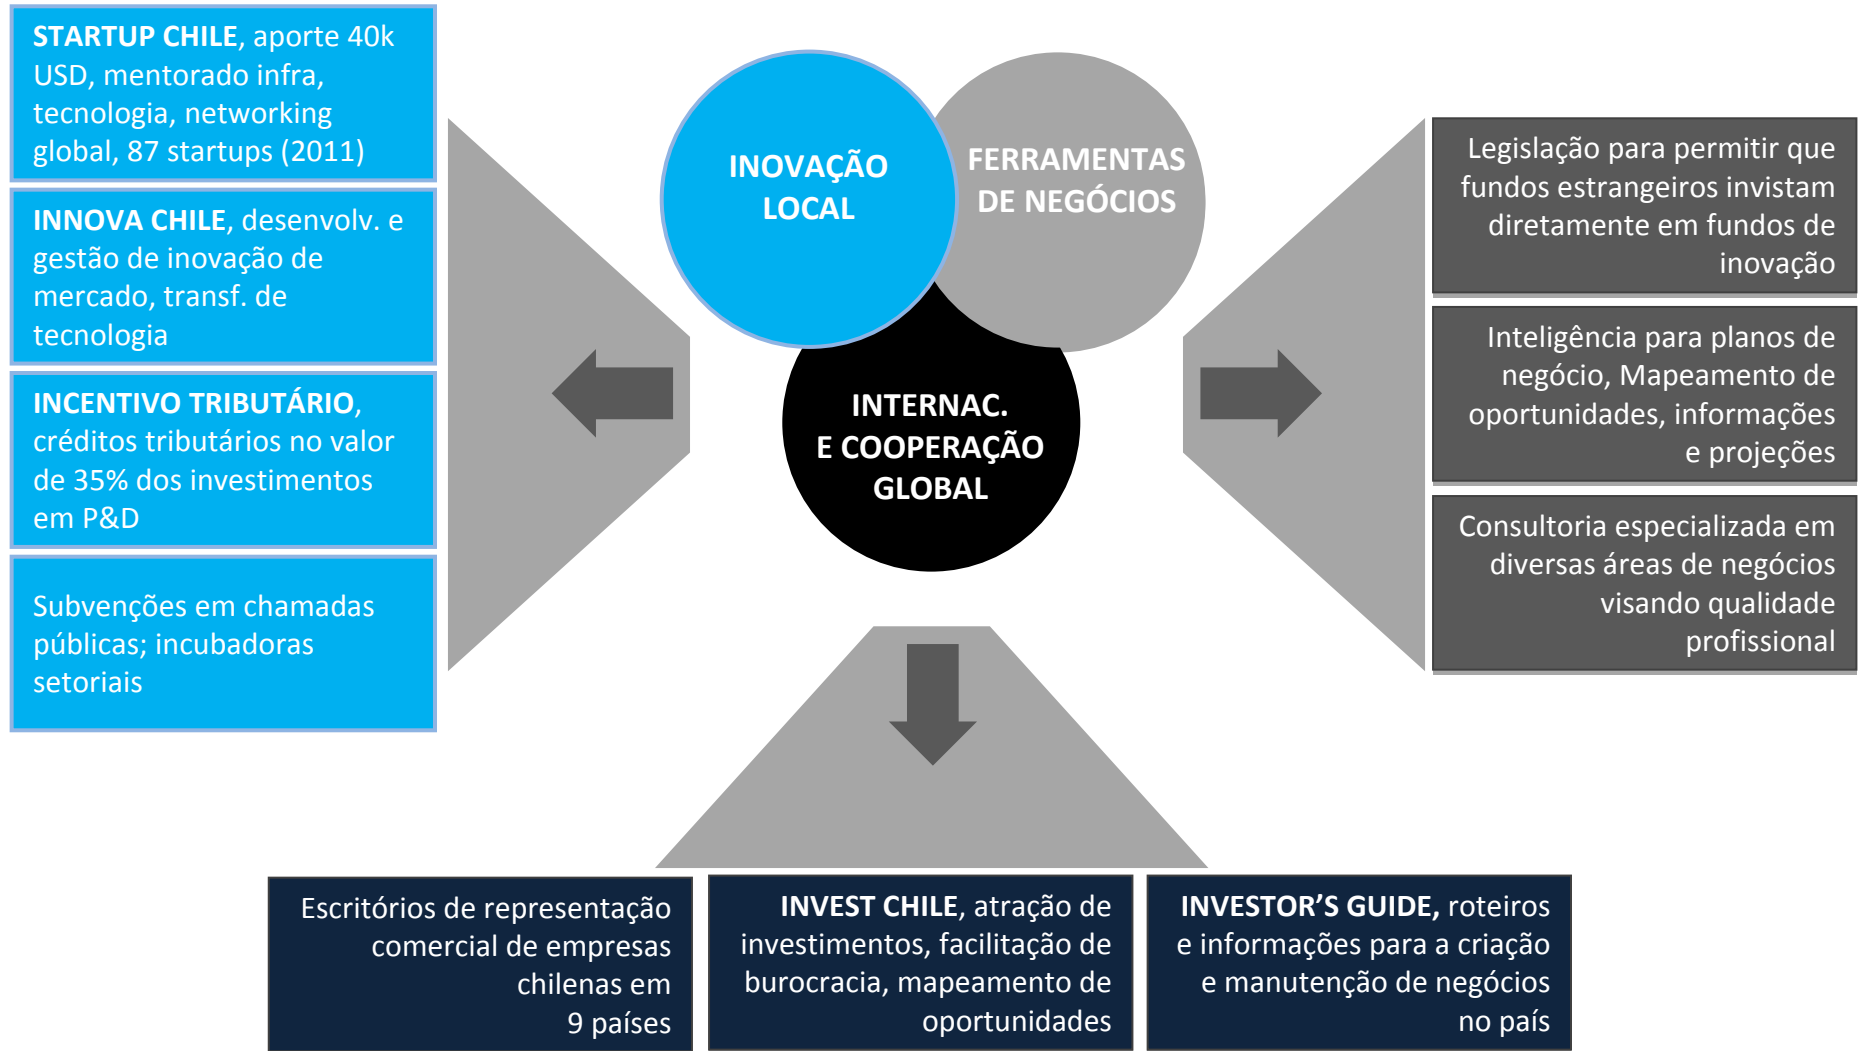 STARTUP CHILE, aporte 40k
USD, mentorado infra,
tecnologia, networking
global, 87 startups (2011)
INNOVA CHILE, desenvolv. e
gestão de inovação de
mercado, transf. de
tecnologia
INCENTIVO TRIBUTÁRIO,
créditos tributários no valor
de 35% dos investimentos
em P&D
Subvenções em chamadas
públicas; incubadoras
setoriais
INOVAÇÃO
LOCAL
FERRAMENTAS
DE NEGÓCIOS
INTERNAC.
E COOPERAÇÃO
GLOBAL
Legislação para permitir que
fundos estrangeiros invistam
diretamente em fundos de
inovação
Inteligência para planos de
negócio, Mapeamento de
oportunidades, informações
e projeções
Consultoria especializada em
diversas áreas de negócios
visando qualidade
profissional
Escritórios de representação
comercial de empresas
chilenas em
9 países
INVEST CHILE, atração de
investimentos, facilitação de
burocracia, mapeamento de
oportunidades
INVESTOR’S GUIDE, roteiros
e informações para a criação
e manutenção de negócios
no país